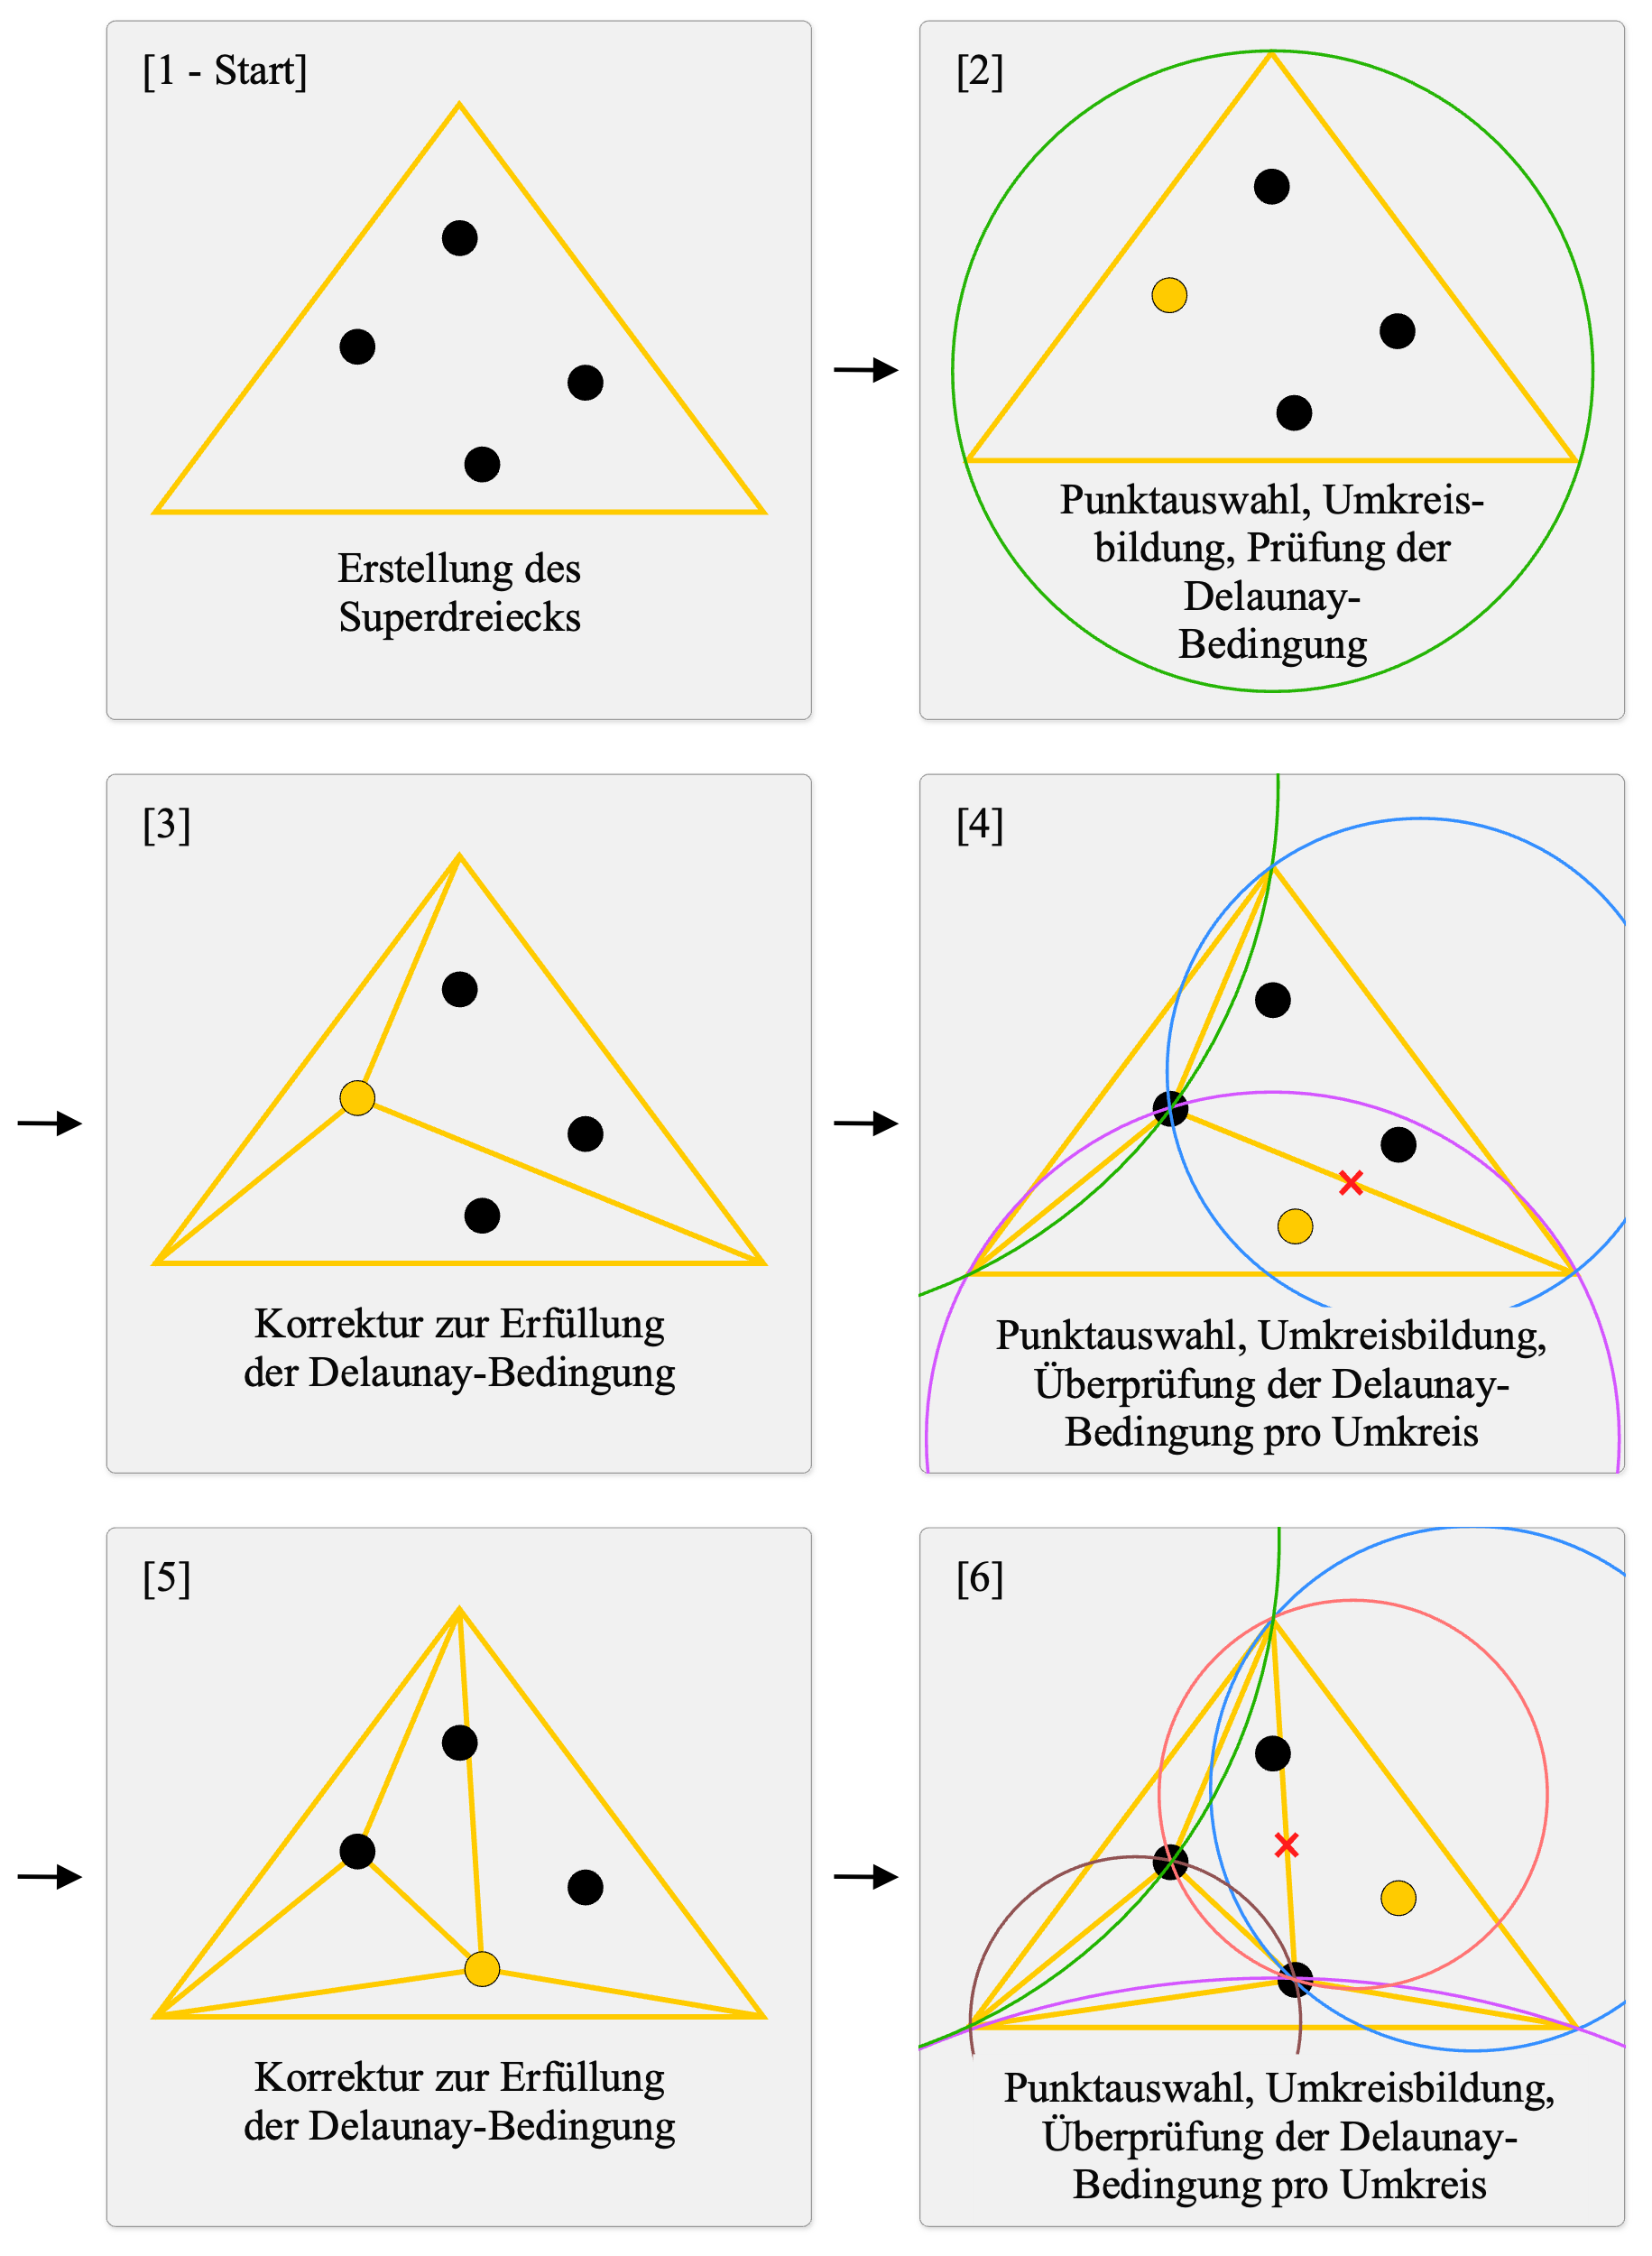 [1 - Start]
Erstellung des
Superdreiecks
[2]
Punktauswahl, Umkreis-
bildung, Prüfung der
Delaunay-
Bedingung
[3]
Korrektur zur Erfüllung
der Delaunay-Bedingung
[4]
Punktauswahl, Umkreisbildung,
Überprüfung der Delaunay-
Bedingung pro Umkreis
[5]
Korrektur zur Erfüllung
der Delaunay-Bedingung
[6]
Punktauswahl, Umkreisbildung,
Überprüfung der Delaunay-
Bedingung pro Umkreis